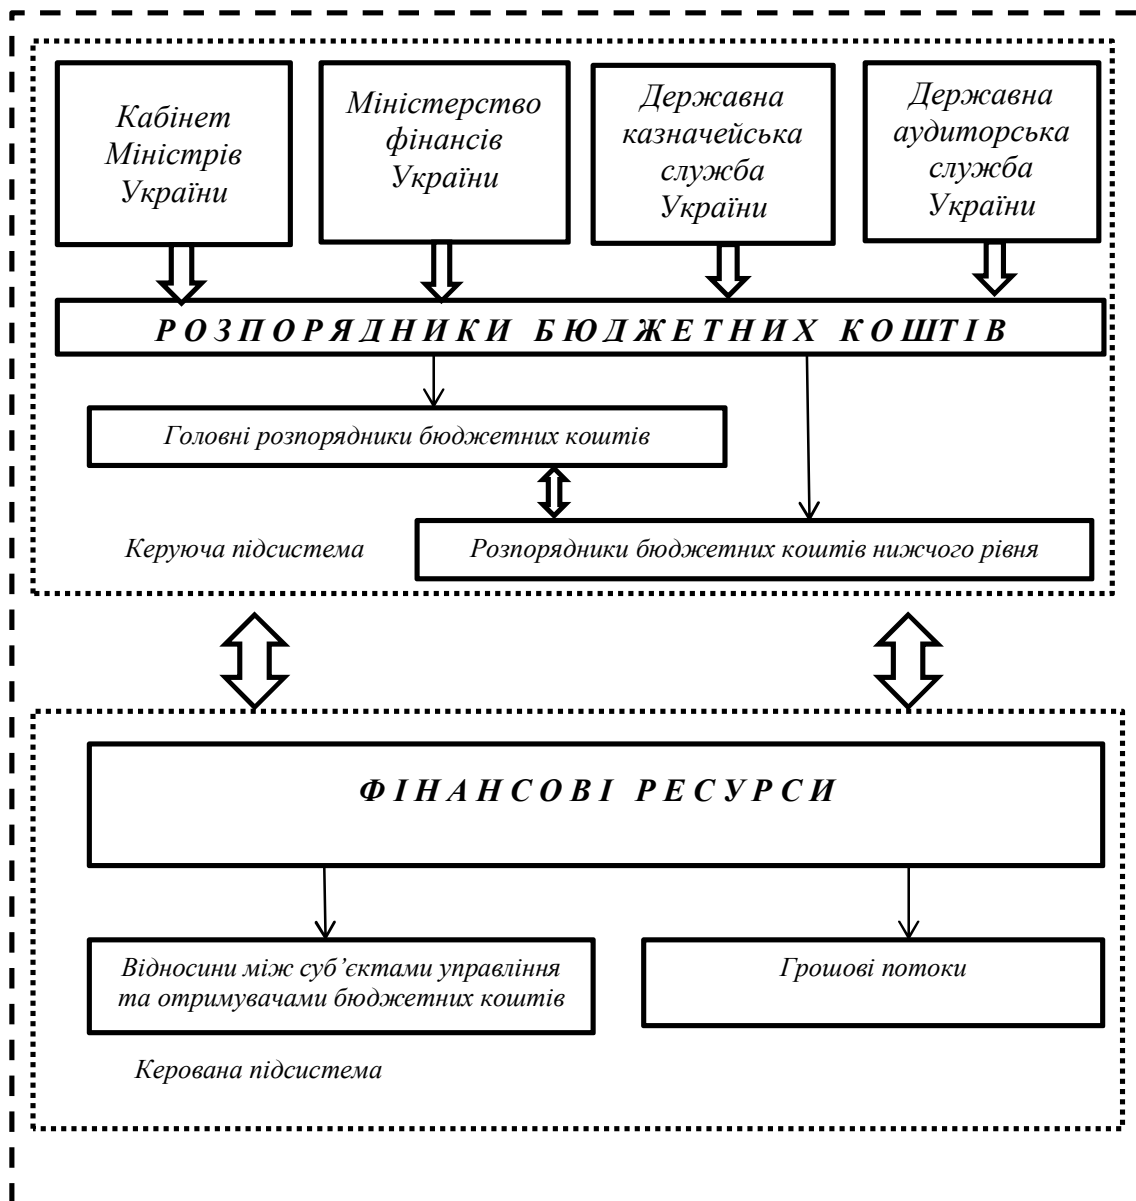 Кабінет
Міністрів
України
Міністерство
фінансів
України
Державна
казначейська
служба
України
Державна
аудиторська
служба
України
РОЗПОРЯДНИКИ БЮДЖЕТНИХ КОШТІВ
Головні розпорядники бюджетних коштів
Керуюча підсистема
Розпорядники бюджетних коштів нижчого рівня
ФІНАНСОВІ РЕСУРСИ
Відносини між суб’єктами управління
та отримувачами бюджетних коштів
Грошові потоки
Керована підсистема